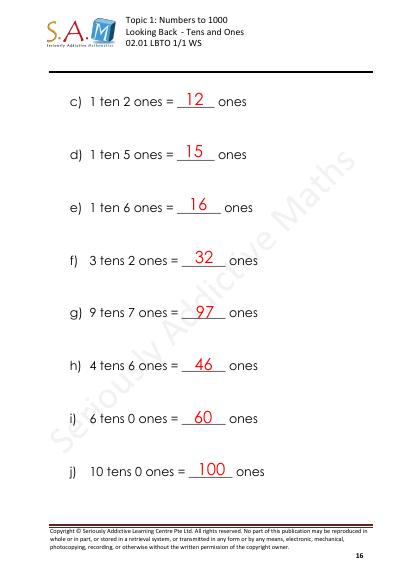 S.A.M
Seriously Addictive Mathematics
Topic 1: Numbers to 1000
Looking Back - Tens and Ones
02.01 LBTO 1/1 WS
c) 1 ten 2 ones = 12 ones
d) 1 ten 5 ones = 15 ones
e) 1 ten 6 ones = 16 ones
f) 3 tens 2 ones = 32 ones
g) 9 tens 7 ones = 97 ones
h) 4 tens 6 ones = 46 ones
i) 6 tens 0 ones = 60 ones
j) 10 tens 0 ones = 100 ones
Seriously Addictive Maths
Copyright © Seriously Addictive Learning Centre Pte Ltd. All rights reserved. No part of this publication may be reproduced in
whole or in part, or stored in a retrieval system, or transmitted in any form or by any means, electronic, mechanical,
photocopying, recording, or otherwise without the written permission of the copyright owner.
16